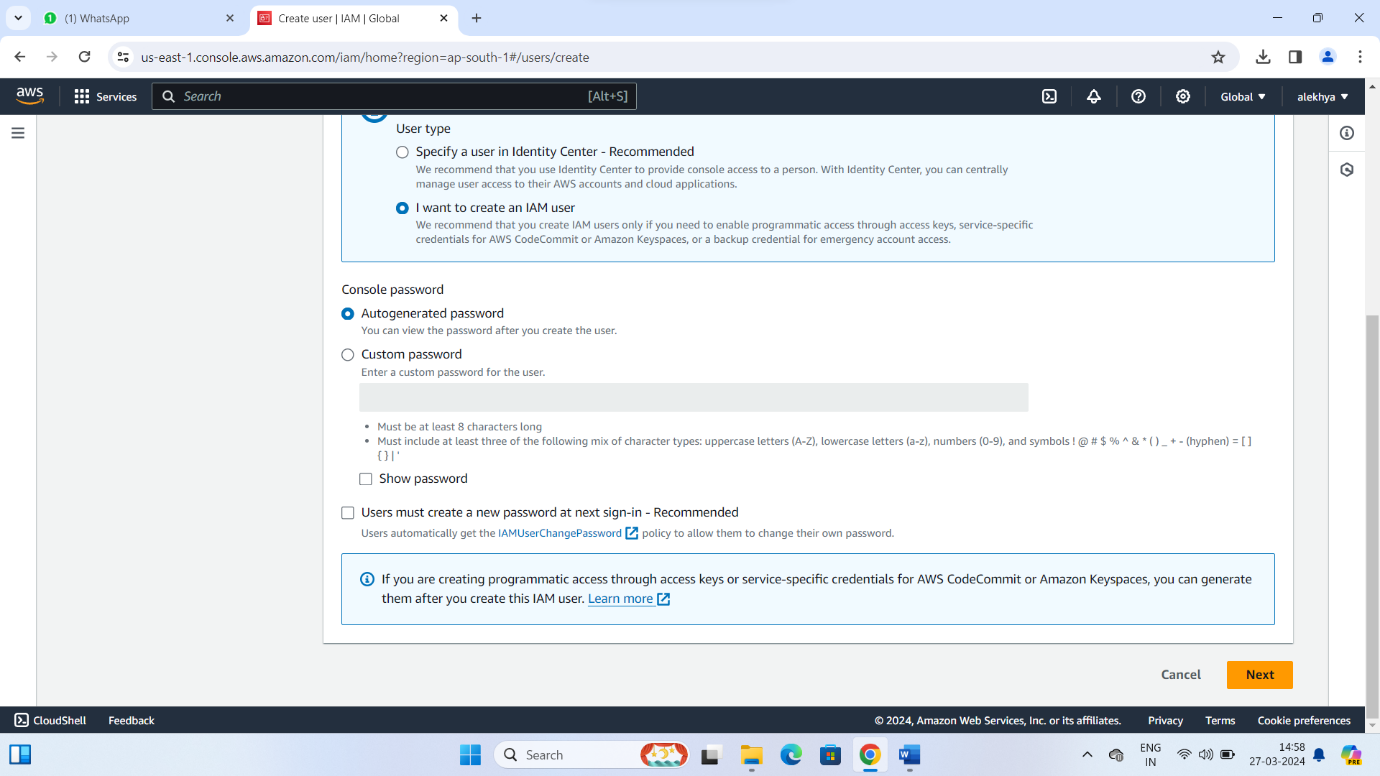 (1) WhatsApp
Create user | IAM | Global
us-east-1.console.aws.amazon.com/iam/home?region=ap-south-1#/users/create
aws
Services
Search
[Alt+S]
Global
alekhya
User type
Specify a user in Identity Center - Recommended
We recommend that you use Identity Center to provide console access to a person. With Identity Center, you can centrally
manage user access to their AWS accounts and cloud applications.
I want to create an IAM user
We recommend that you create IAM users only if you need to enable programmatic access through access keys, service-specific
credentials for AWS CodeCommit or Amazon Keyspaces, or a backup credential for emergency account access.
Console password
Autogenerated password
You can view the password after you create the user.
Custom password
Enter a custom password for the user.
• Must be at least 8 characters long
• Must include at least three of the following mix of character types: uppercase letters (A-Z), lowercase letters (a-z), numbers (0-9), and symbols ! @ # $ % ^ & * ( ) _ + - (hyphen) = [ ]
{ } | '
Show password
Users must create a new password at next sign-in - Recommended
Users automatically get the IAMUserChangePassword policy to allow them to change their own password.
If you are creating programmatic access through access keys or service-specific credentials for AWS CodeCommit or Amazon Keyspaces, you can generate
them after you create this IAM user. Learn more
Cancel
Next
CloudShell
Feedback
© 2024, Amazon Web Services, Inc. or its affiliates.
Privacy
Terms
Cookie preferences
Search
ENG
IN
14:58
27-03-2024
PRE